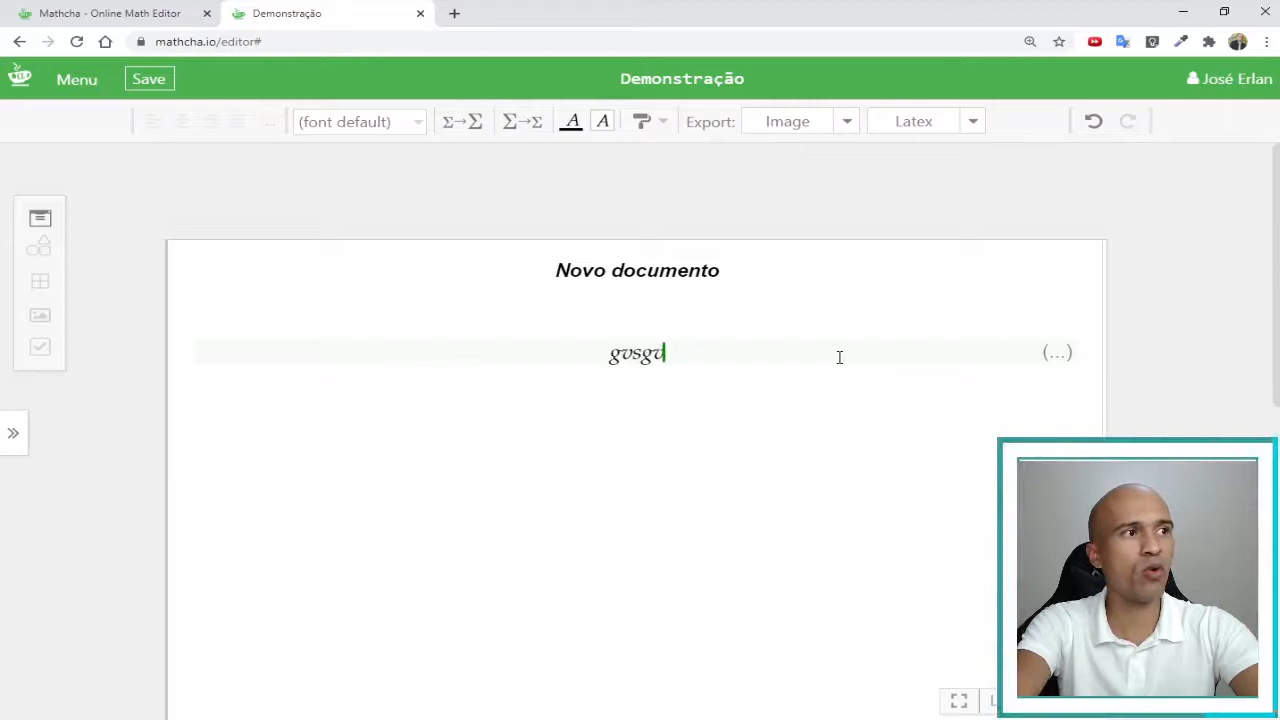 Mathcha - Online Math Editor
Demonstração
mathcha.io/editor#
Menu
Save
Demonstração
José Erlan
(font default)
Σ→Σ
Σ→Σ
A
A
Export:
Image
Latex
Novo documento
gvsgv
(...)